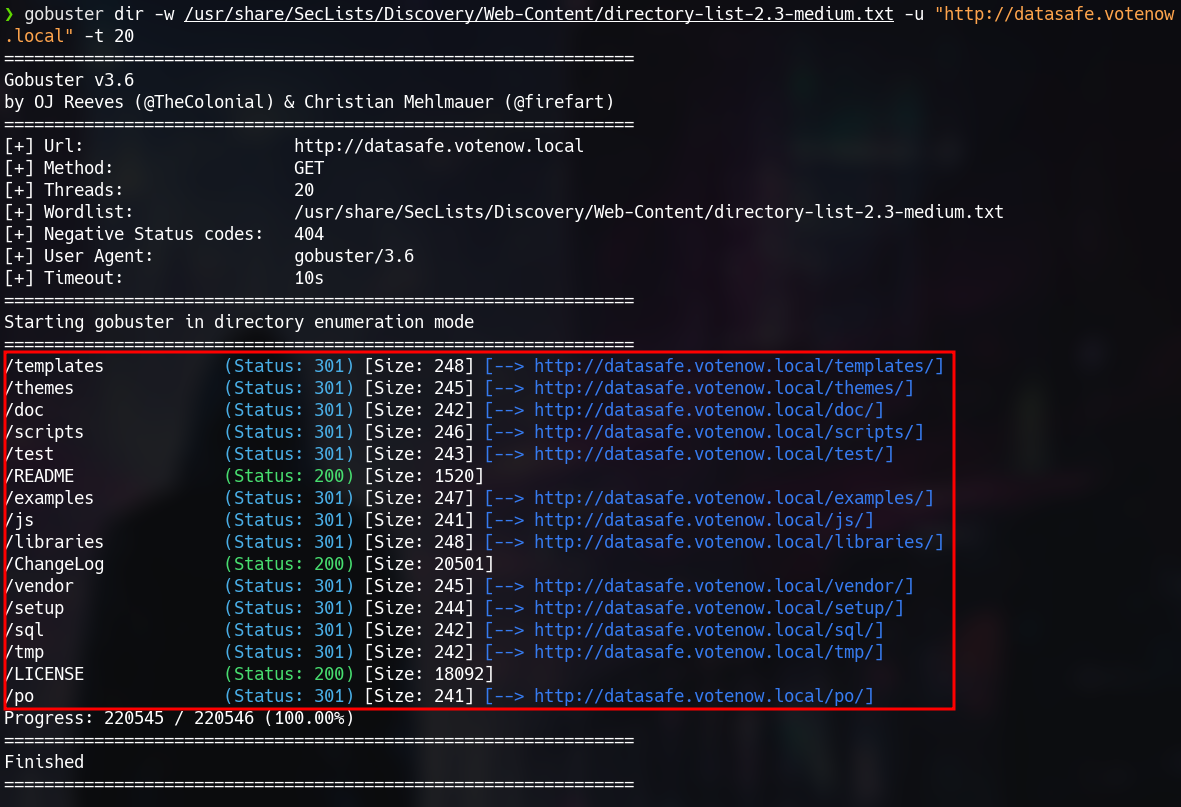 ❯ gobuster dir -w /usr/share/SecLists/Discovery/Web-Content/directory-list-2.3-medium.txt -u "http://datasafe.votenow
.local" -t 20
===============================================================
Gobuster v3.6
by OJ Reeves (@TheColonial) & Christian Mehlmauer (@firefart)
===============================================================
[+] Url:                     http://datasafe.votenow.local
[+] Method:                  GET
[+] Threads:                 20
[+] Wordlist:                /usr/share/SecLists/Discovery/Web-Content/directory-list-2.3-medium.txt
[+] Negative Status codes:   404
[+] User Agent:              gobuster/3.6
[+] Timeout:                 10s
===============================================================
Starting gobuster in directory enumeration mode
===============================================================
/templates            (Status: 301) [Size: 248] [--> http://datasafe.votenow.local/templates/]
/themes               (Status: 301) [Size: 245] [--> http://datasafe.votenow.local/themes/]
/doc                  (Status: 301) [Size: 242] [--> http://datasafe.votenow.local/doc/]
/scripts              (Status: 301) [Size: 246] [--> http://datasafe.votenow.local/scripts/]
/test                 (Status: 301) [Size: 243] [--> http://datasafe.votenow.local/test/]
/README               (Status: 200) [Size: 1520]
/examples             (Status: 301) [Size: 247] [--> http://datasafe.votenow.local/examples/]
/js                   (Status: 301) [Size: 241] [--> http://datasafe.votenow.local/js/]
/libraries            (Status: 301) [Size: 248] [--> http://datasafe.votenow.local/libraries/]
/ChangeLog            (Status: 200) [Size: 20501]
/vendor               (Status: 301) [Size: 245] [--> http://datasafe.votenow.local/vendor/]
/setup                (Status: 301) [Size: 244] [--> http://datasafe.votenow.local/setup/]
/sql                  (Status: 301) [Size: 242] [--> http://datasafe.votenow.local/sql/]
/tmp                  (Status: 301) [Size: 242] [--> http://datasafe.votenow.local/tmp/]
/LICENSE              (Status: 200) [Size: 18092]
/po                   (Status: 301) [Size: 241] [--> http://datasafe.votenow.local/po/]
Progress: 220545 / 220546 (100.00%)
===============================================================
Finished
===============================================================